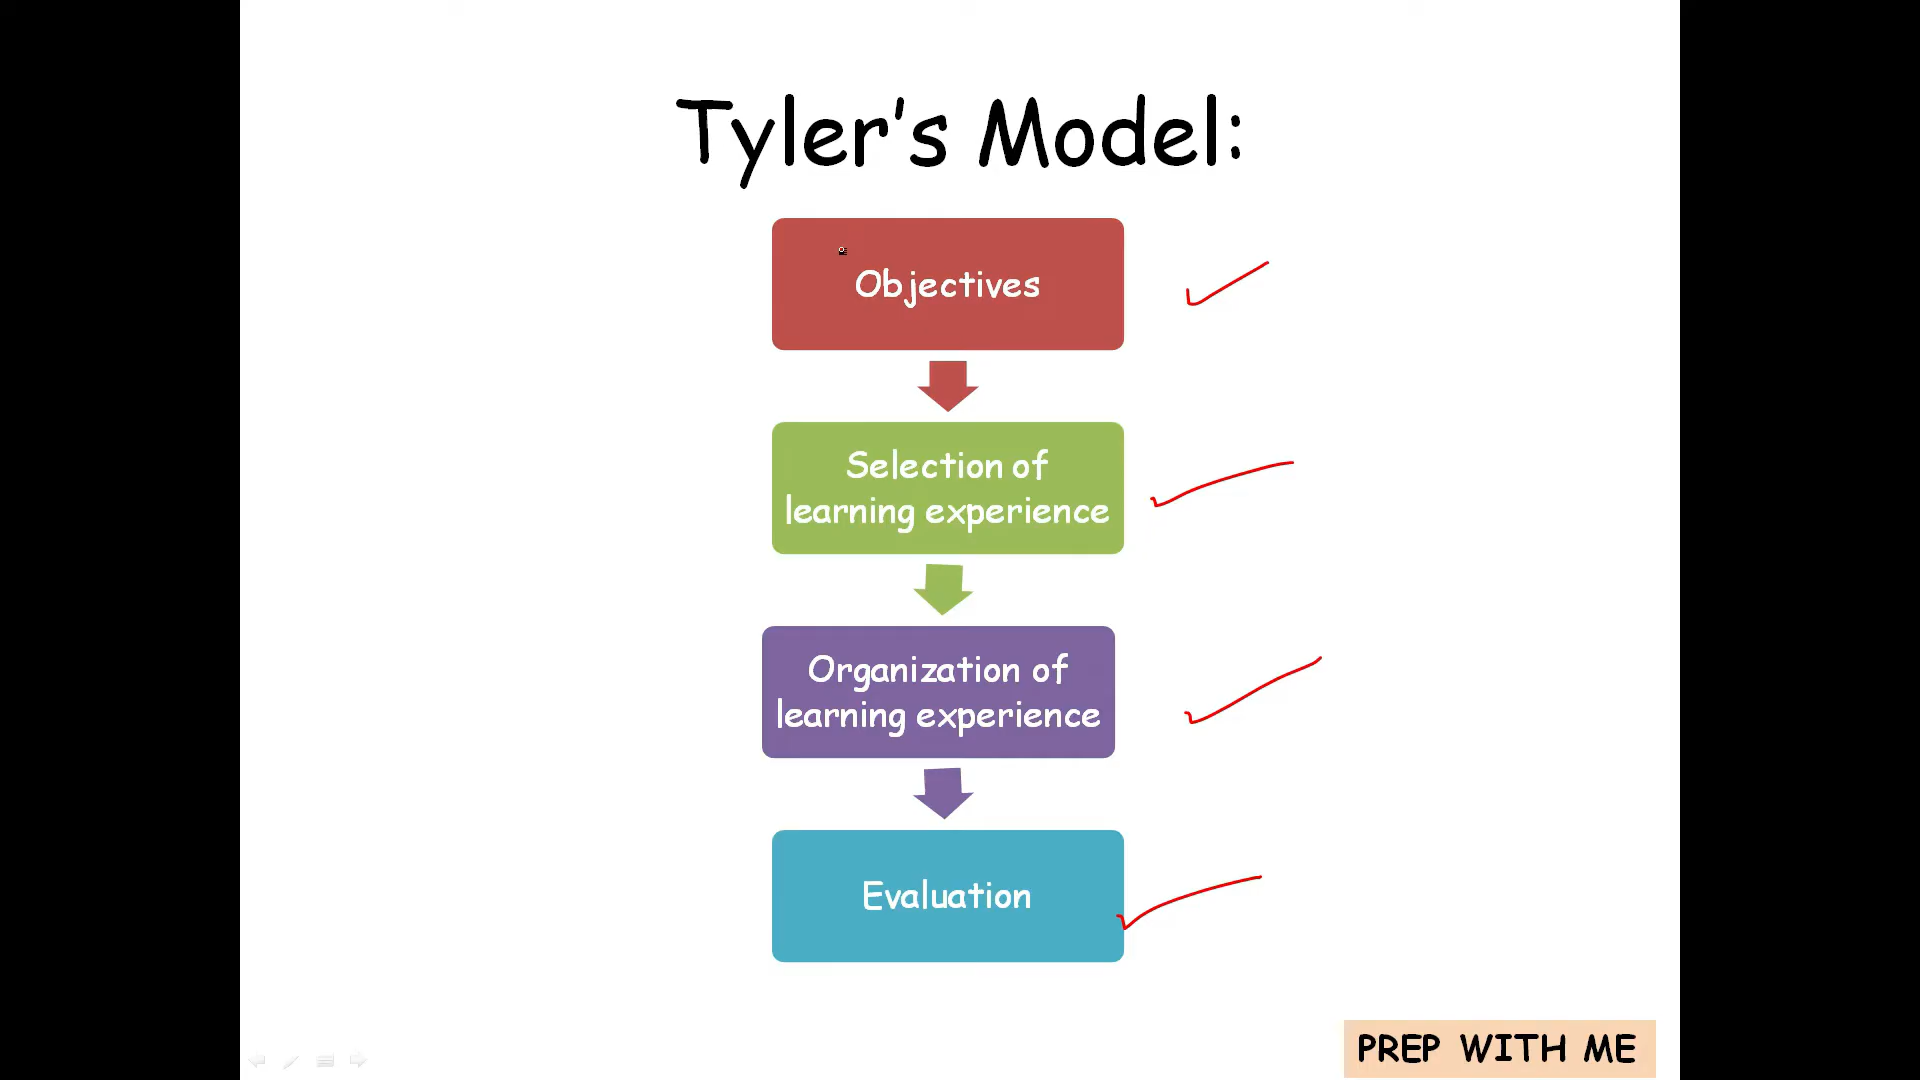 Tyler's Model:
Objectives
Selection of
learning experience
Organization of
learning experience
Evaluation
PREP WITH ME